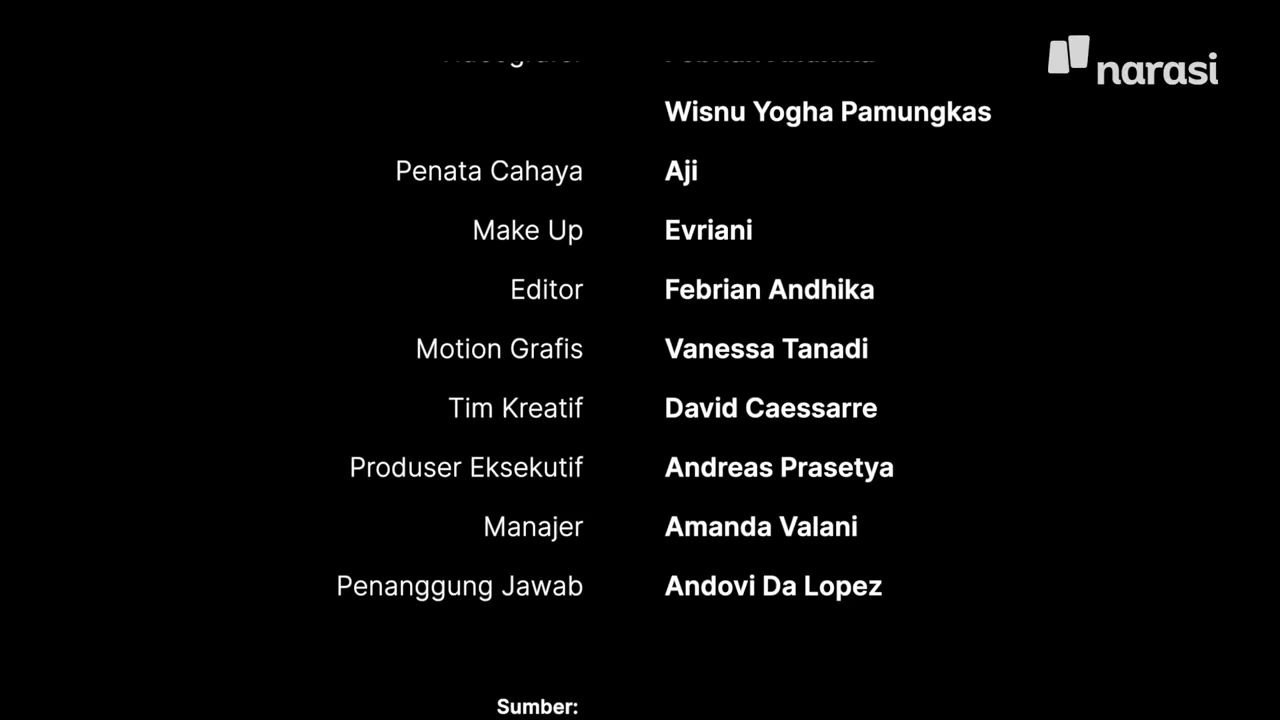 narasi
Wisnu Yogha Pamungkas
Penata Cahaya Aji
Make Up Evriani
Editor Febrian Andhika
Motion Grafis Vanessa Tanadi
Tim Kreatif David Caessarre
Produser Eksekutif Andreas Prasetya
Manajer Amanda Valani
Penanggung Jawab Andovi Da Lopez
Sumber: